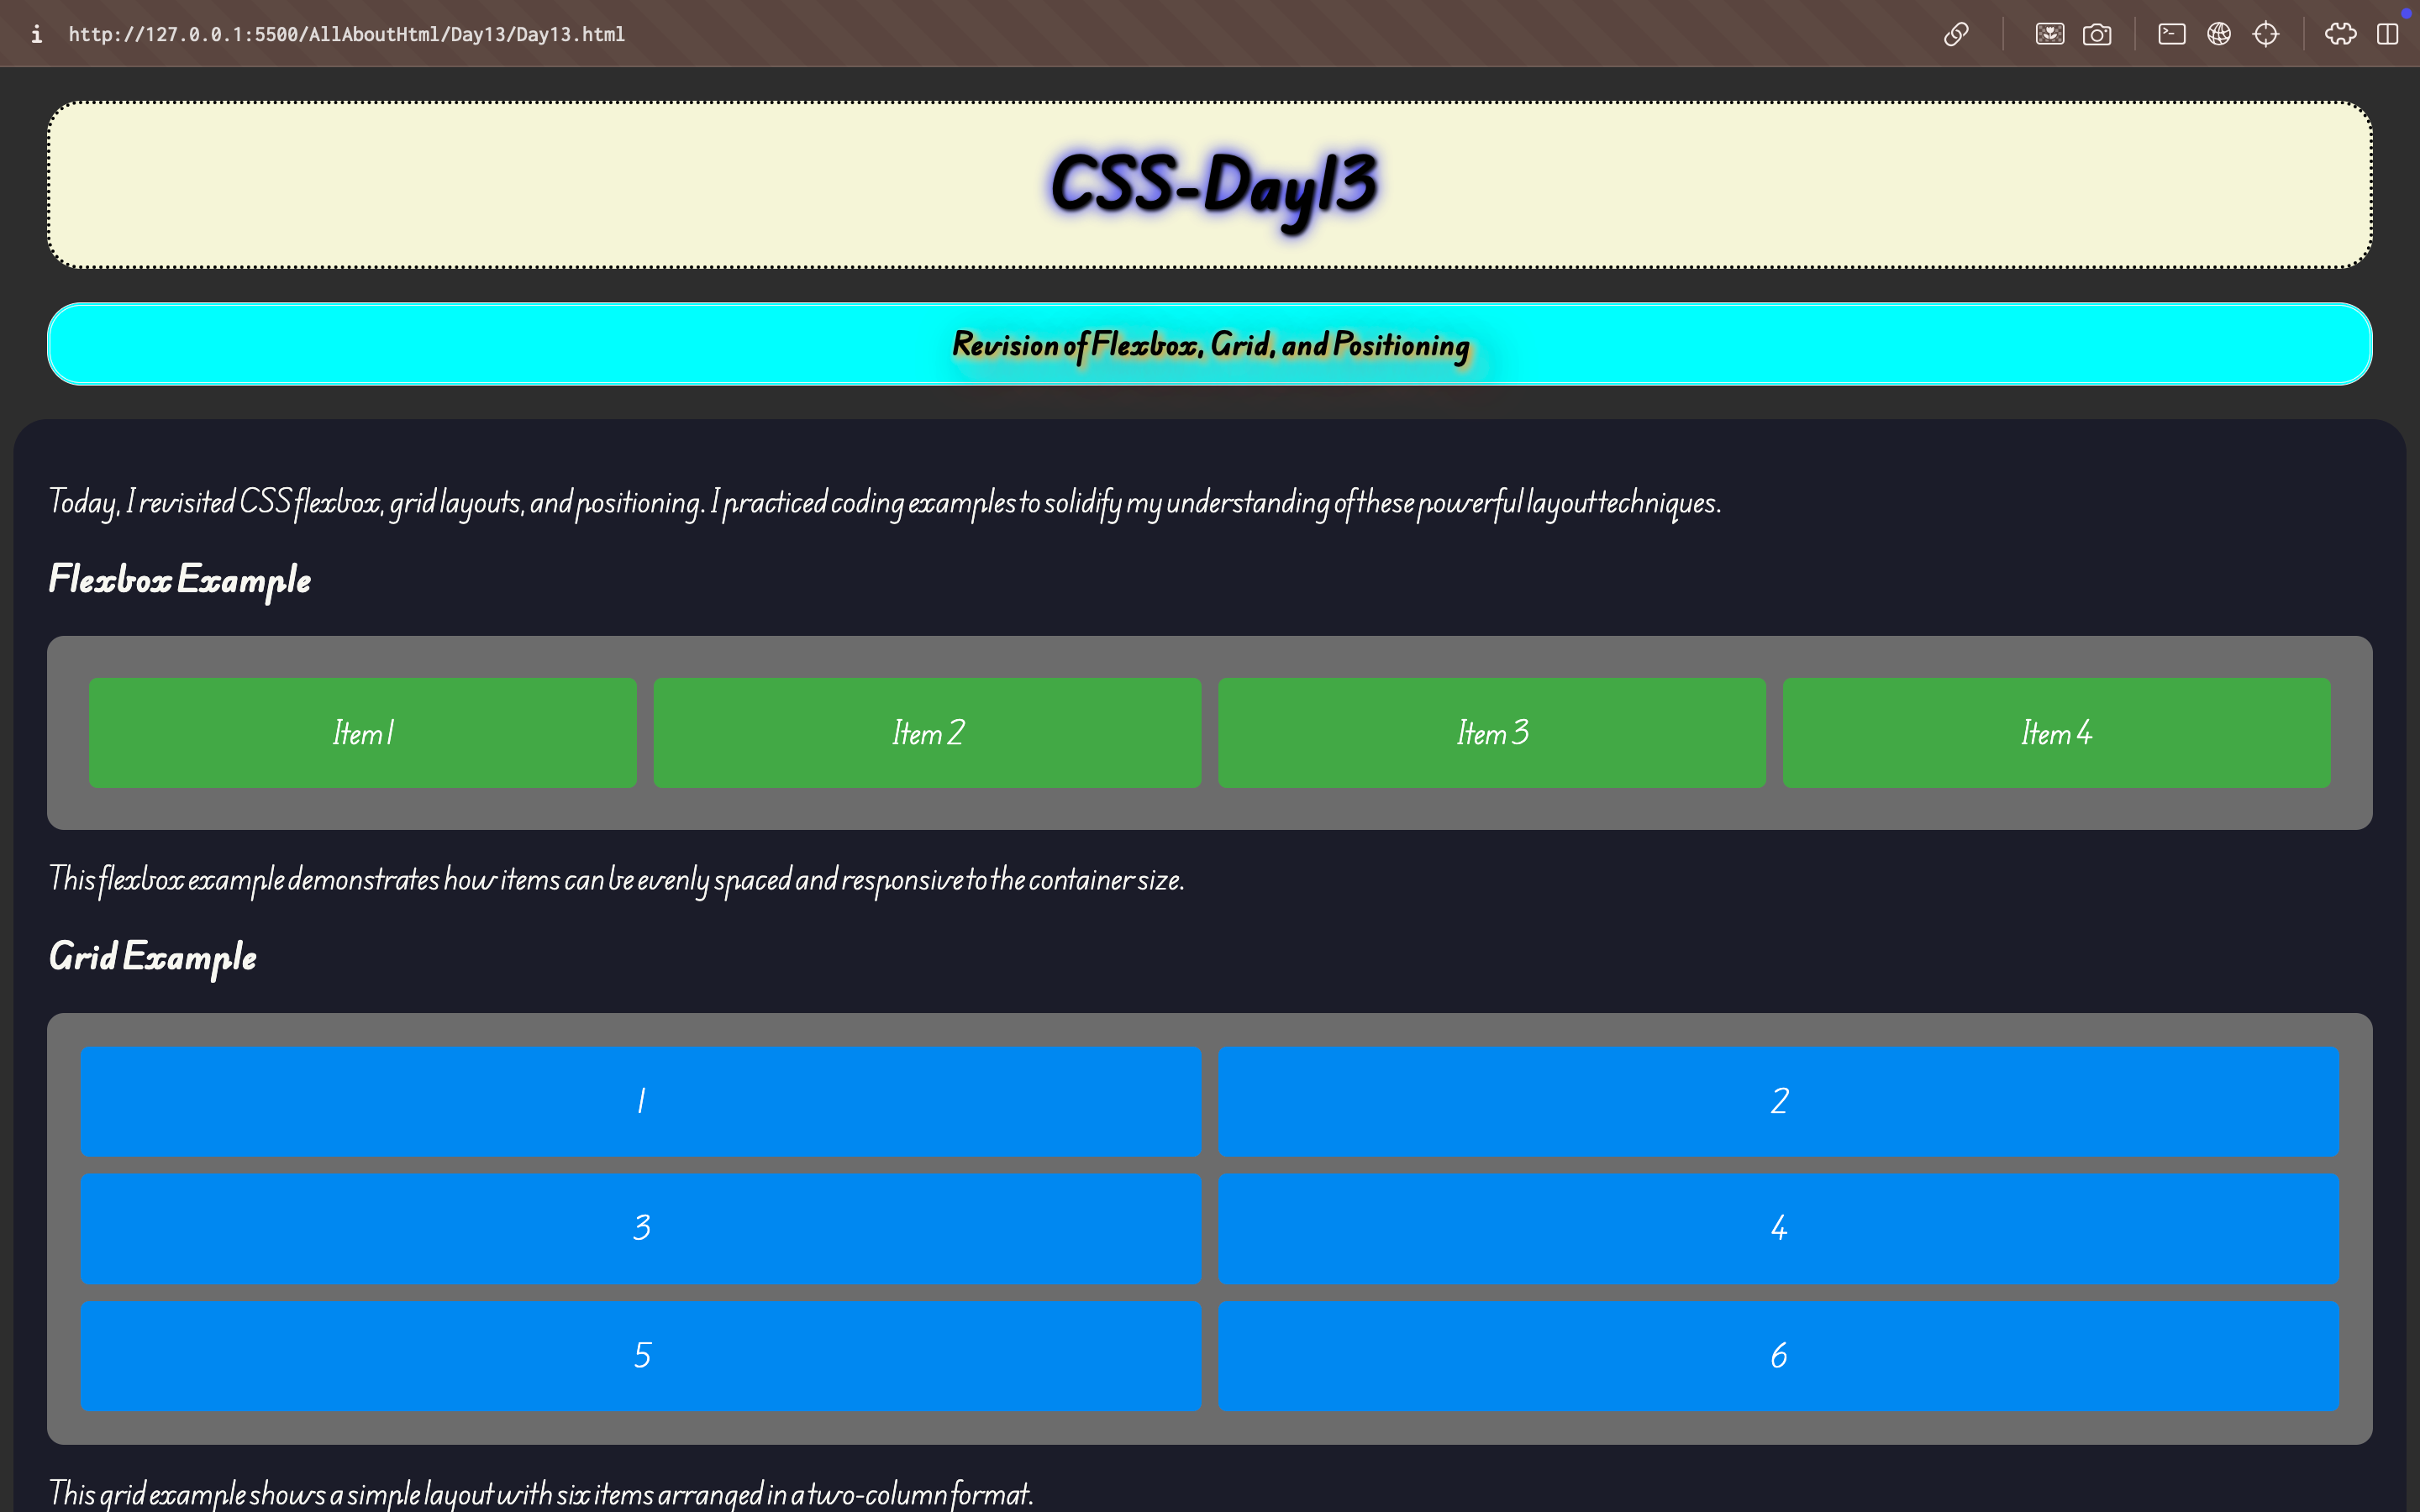 http://127.0.0.1:5500/AllAboutHtml/Day13/Day13.html
CSS-Day13
Revision of Flexbox, Grid, and Positioning
Today, I revisited CSS flexbox, grid layouts, and positioning. I practiced coding examples to solidify my understanding of these powerful layout techniques.
Flexbox Example
Item 1
Item 2
Item 3
Item 4
This flexbox example demonstrates how items can be evenly spaced and responsive to the container size.
Grid Example
1
2
3
4
5
6
This grid example shows a simple layout with six items arranged in a two-column format.